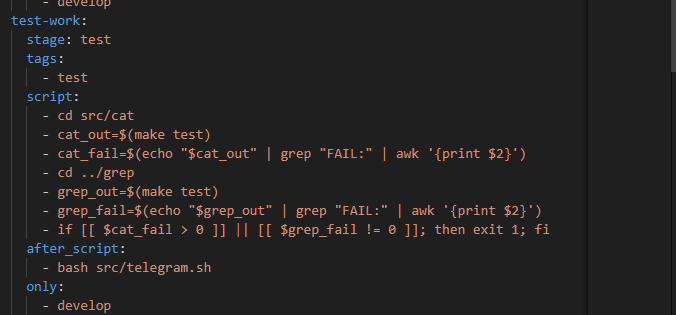 - develop
test-work:
stage: test
tags:
- test
script:
- cd src/cat
- cat_out=$(make test)
- cat_fail=$(echo "$cat_out" | grep "FAIL:" | awk '{print $2}')
- cd ../grep
- grep_out=$(make test)
- grep_fail=$(echo "$grep_out" | grep "FAIL:" | awk '{print $2}')
- if [[ $cat_fail > 0 ]] || [[ $grep_fail != 0 ]]; then exit 1; fi
after_script:
- bash src/telegram.sh
only:
- develop